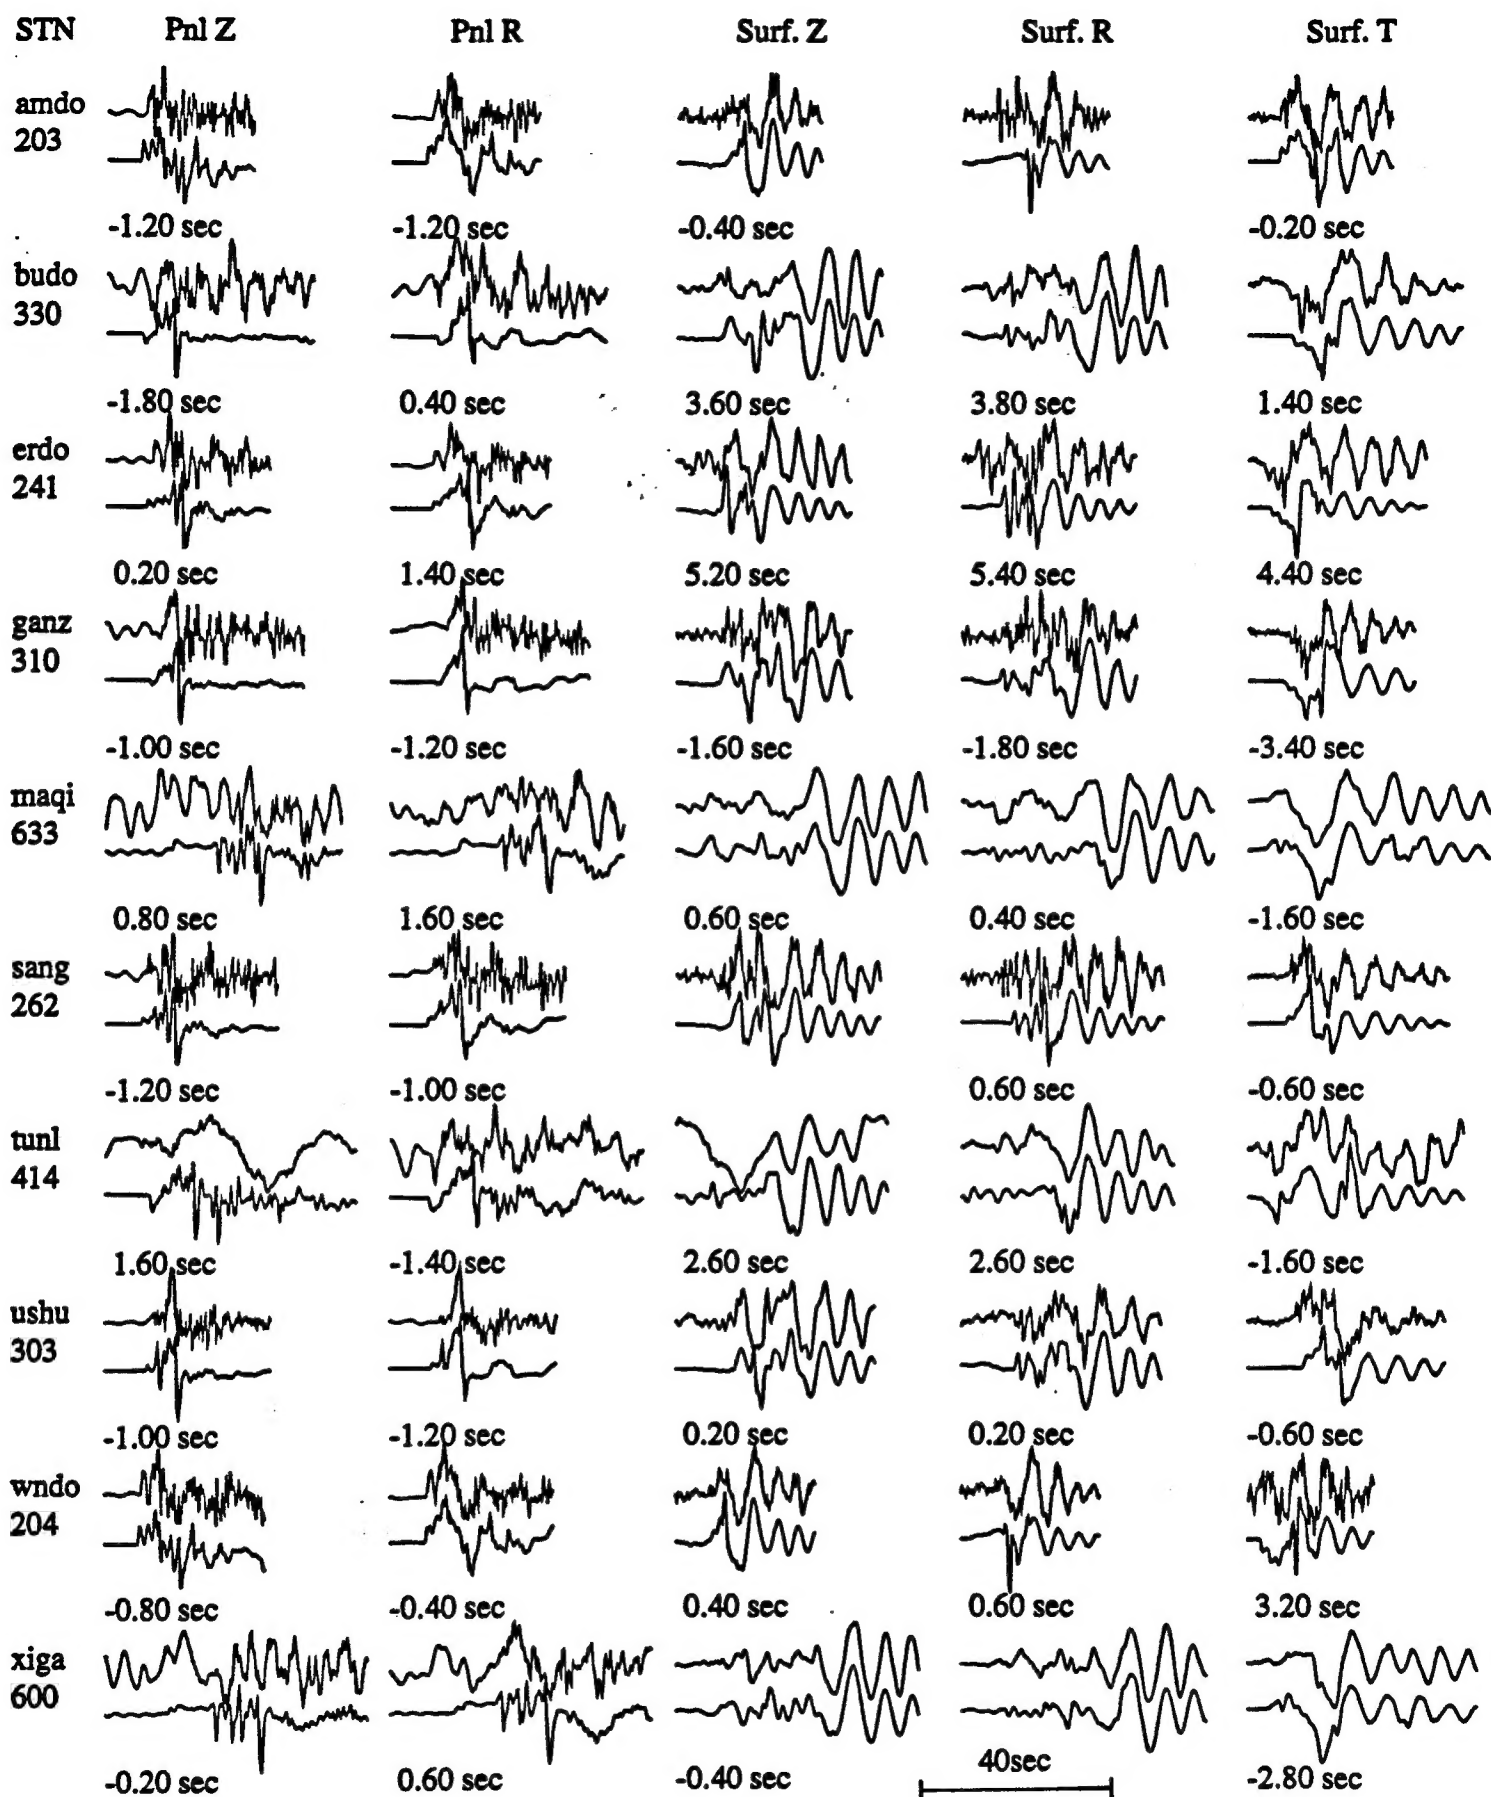 STN Pnl Z Pnl R Surf. Z Surf. R Surf. T
amdo
203
-1.20 sec -1.20 sec -0.40 sec -0.20 sec
budo
330
-1.80 sec 0.40 sec 3.60 sec 3.80 sec 1.40 sec
erdo
241
0.20 sec 1.40 sec 5.20 sec 5.40 sec 4.40 sec
ganz
310
-1.00 sec -1.20 sec -1.60 sec -1.80 sec -3.40 sec
maqi
633
0.80 sec 1.60 sec 0.60 sec 0.40 sec -1.60 sec
sang
262
-1.20 sec -1.00 sec 0.60 sec -0.60 sec
tunl
414
1.60 sec -1.40 sec 2.60 sec 2.60 sec -1.60 sec
ushu
303
-1.00 sec -1.20 sec 0.20 sec 0.20 sec -0.60 sec
wndo
204
-0.80 sec -0.40 sec 0.40 sec 0.60 sec 3.20 sec
xiga
600
40sec
-0.20 sec 0.60 sec -0.40 sec -2.80 sec